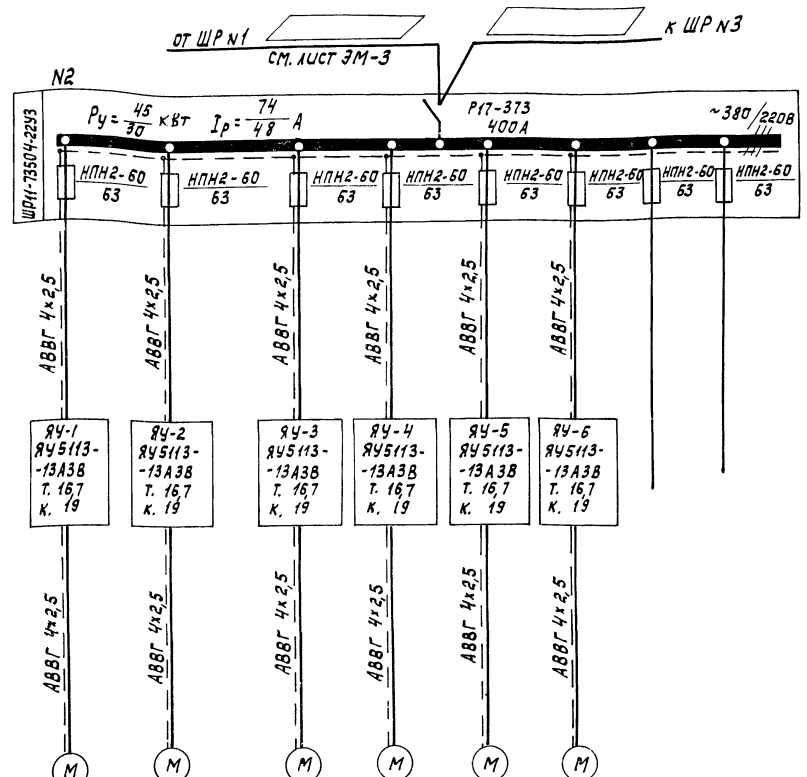 ОТ ШР N1
СМ. ЛИСТ ЭМ-3
К ШР N3
N2
ШР11-73504-22У3
Ру = 45/30 кВт
Iр = 74/48 А
Р17-373
400А
~380/220В
НПН2-60
63
НПН2-60
63
НПН2-60
63
НПН2-60
63
НПН2-60
63
НПН2-60
63
НПН2-60
63
НПН2-60
63
АВВГ 4х2,5
АВВГ 4х2,5
АВВГ 4х2,5
АВВГ 4х2,5
АВВГ 4х2,5
АВВГ 4х2,5
ЯУ-1
ЯУ5113-
-13А3В
Т. 16,7
К. 19
ЯУ-2
ЯУ5113-
-13А3В
Т. 16,7
К. 19
ЯУ-3
ЯУ5113-
-13А3В
Т. 16,7
К. 19
ЯУ-4
ЯУ5113-
-13А3В
Т. 16,7
К. 19
ЯУ-5
ЯУ5113-
-13А3В
Т. 16,7
К. 19
ЯУ-6
ЯУ5113-
-13А3В
Т. 16,7
К. 19
АВВГ 4х2,5
АВВГ 4х2,5
АВВГ 4х2,5
АВВГ 4х2,5
АВВГ 4х2,5
АВВГ 4х2,5
М
М
М
М
М
М